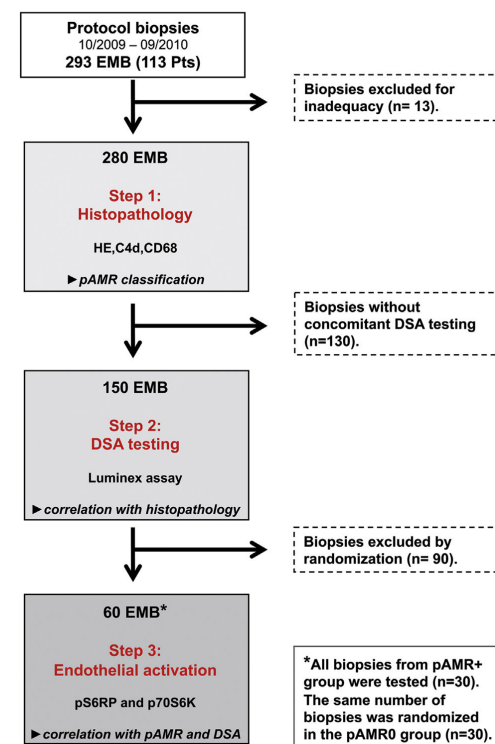 Protocol biopsies
10/2009 – 09/2010
293 EMB (113 Pts)
Biopsies excluded for
inadequacy (n= 13).
280 EMB
Step 1:
Histopathology
HE,C4d,CD68
►pAMR classification
Biopsies without
concomitant DSA testing
(n=130).
150 EMB
Step 2:
DSA testing
Luminex assay
►correlation with histopathology
Biopsies excluded by
randomization (n= 90).
60 EMB*
Step 3:
Endothelial activation
pS6RP and p70S6K
►correlation with pAMR and DSA
*All biopsies from pAMR+
group were tested (n=30).
The same number of
biopsies was randomized
in the pAMR0 group (n=30).